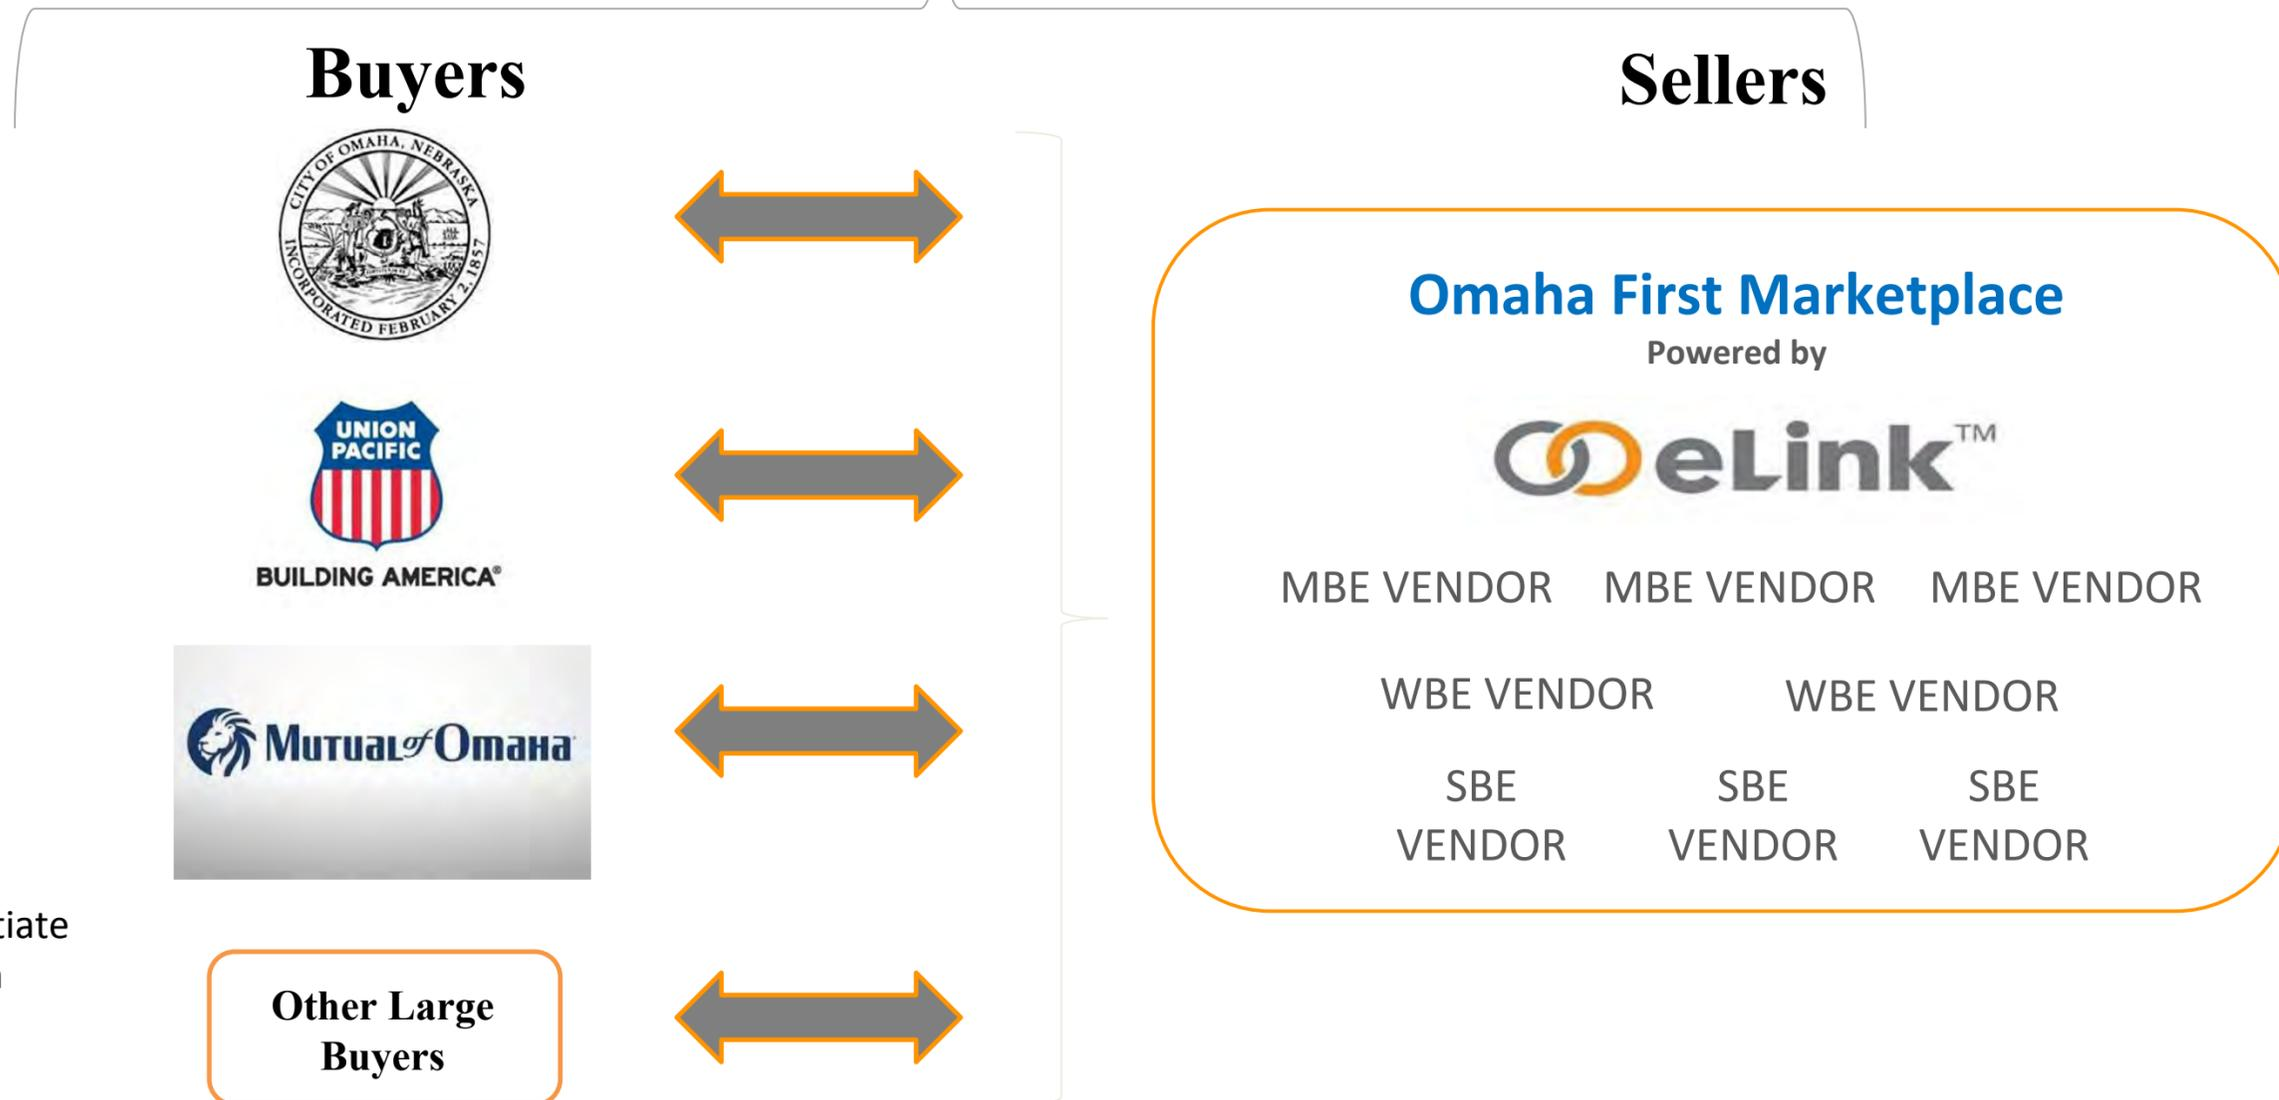 Buyers
CITY OF OMAHA, NEBRASKA
INCORPORATED FEBRUARY 2, 1857
UNION
PACIFIC
BUILDING AMERICA®
Mutual of Omaha
Other Large
Buyers
Sellers
Omaha First Marketplace
Powered by
eLink™
MBE VENDOR MBE VENDOR MBE VENDOR
WBE VENDOR WBE VENDOR
SBE SBE SBE
VENDOR VENDOR VENDOR